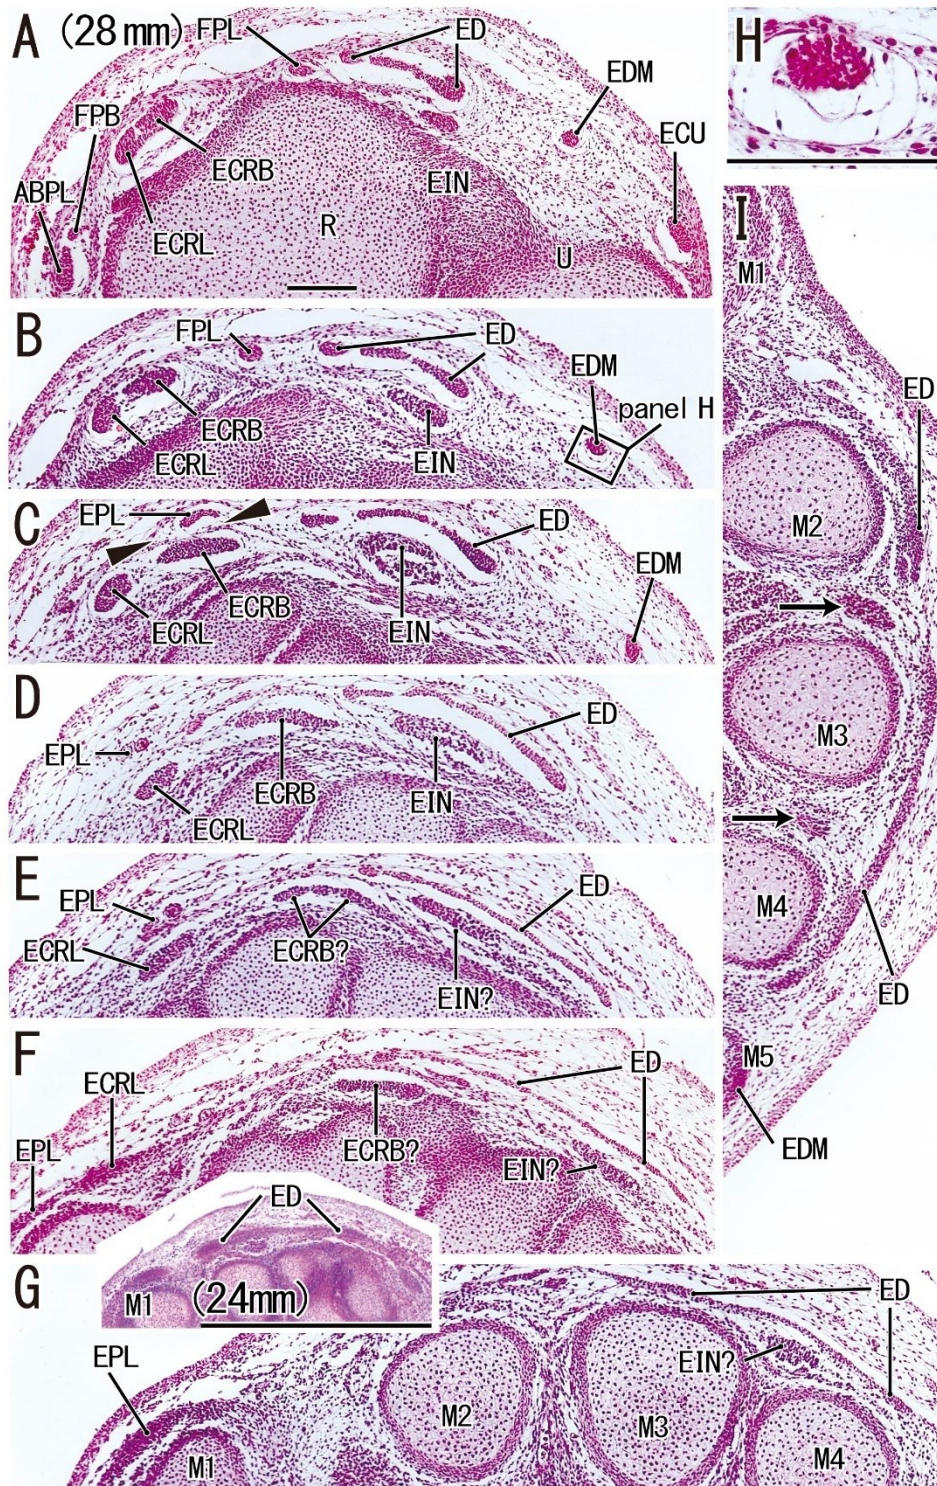 A (28 mm)
FPL
ED
H
FPB
EDM
ECU
ABPL
ECRB
EIN
ECRL
R
U
I
M1
B
FPL
ED
EDM
panel H
ECRB
ECRL
EIN
ED
M2
C
EPL
ED
EDM
ECRB
ECRL
EIN
M3
D
EPL
ED
ECRB
EIN
ECRL
M4
E
EPL
ED
ECRB?
ECRL
EIN?
ED
M5
EDM
F
ECRL
ED
EPL
ECRB?
EIN?
ED
M1
(24mm)
G
ED
EPL
EIN?
M2
M3
M4
M1